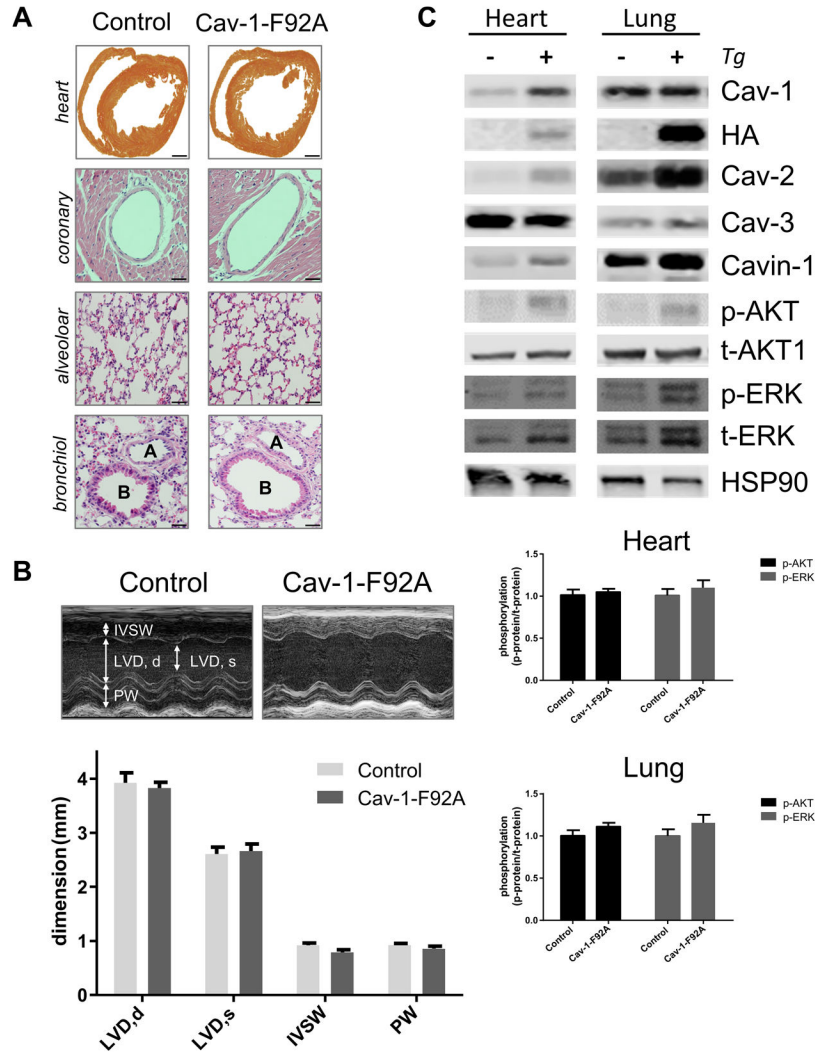 A
Control Cav-1-F92A
heart
coronary
alveoloar
bronchiol
A
B
A
B
B
Control Cav-1-F92A
IVSW
LVD, d LVD, s
PW
dimension (mm)
4
3
2
1
0
Control
Cav-1-F92A
LVD,d LVD,s IVSW PW
C
Heart Lung
- + - + Tg
Cav-1
HA
Cav-2
Cav-3
Cavin-1
p-AKT
t-AKT1
p-ERK
t-ERK
HSP90
Heart
phosphorylation
(p-protein/t-protein)
1.5
1.0
0.5
0.0
Control Cav-1-F92A Control Cav-1-F92A
p-AKT
p-ERK
Lung
phosphorylation
(p-protein/t-protein)
1.5
1.0
0.5
0.0
Control Cav-1-F92A Control Cav-1-F92A
p-AKT
p-ERK